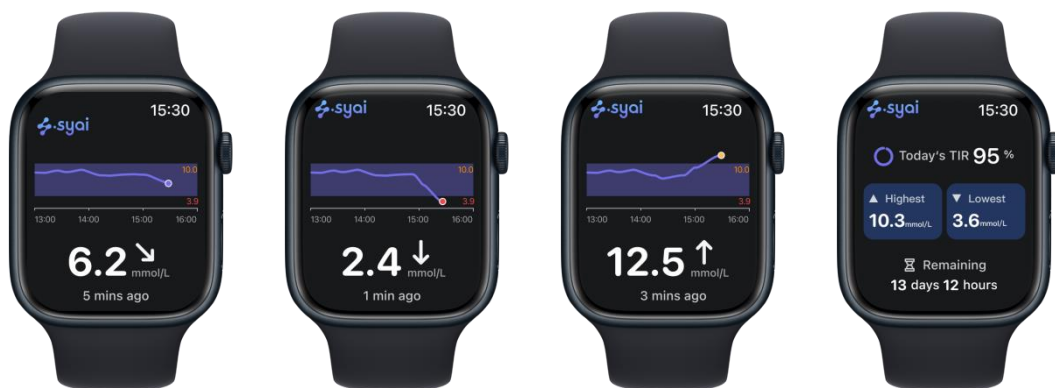 15:30
syai
10.0
3.9
13:00 14:00 15:00 16:00
6.2 mmol/L
5 mins ago
15:30
syai
10.0
3.9
13:00 14:00 15:00 16:00
2.4 mmol/L
1 min ago
15:30
syai
10.0
3.9
13:00 14:00 15:00 16:00
12.5 mmol/L
3 mins ago
15:30
syai
Today's TIR 95 %
▲ Highest
10.3 mmol/L
▼ Lowest
3.6 mmol/L
Remaining
13 days 12 hours